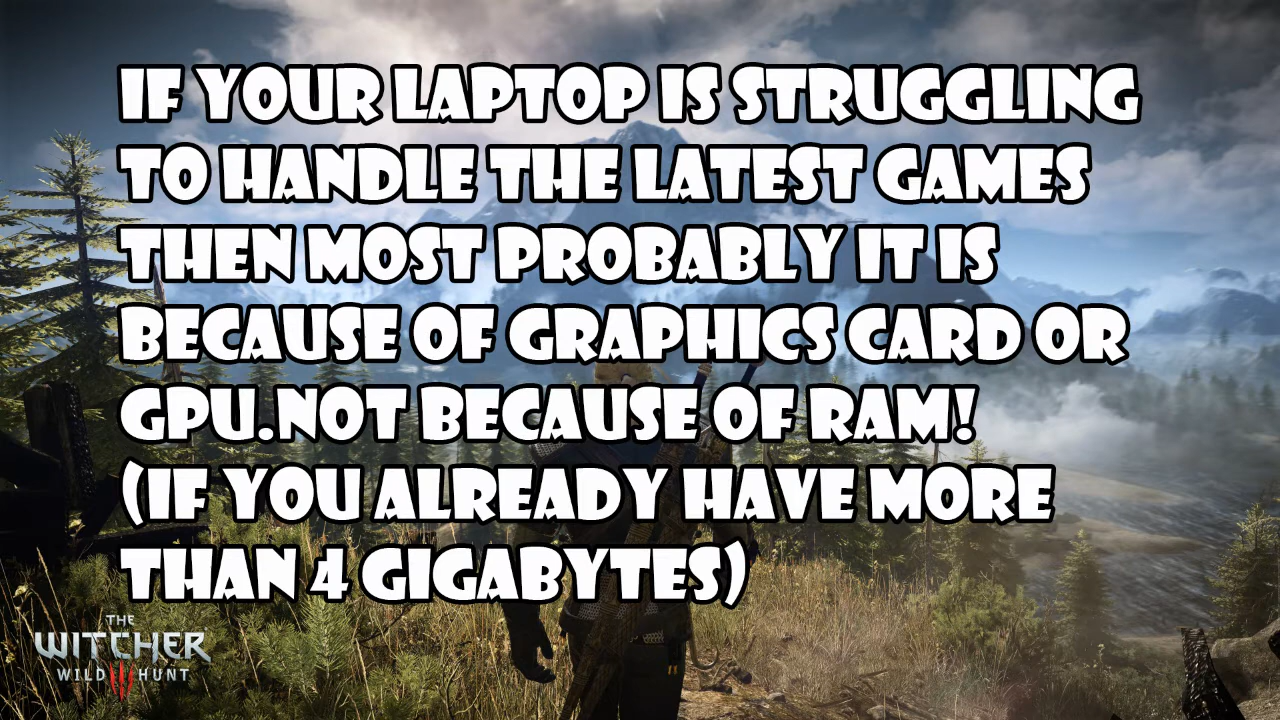 IF YOUR LAPTOP IS STRUGGLING
TO HANDLE THE LATEST GAMES
THEN MOST PROBABLY IT IS
BECAUSE OF GRAPHICS CARD OR
GPU.NOT BECAUSE OF RAM!
(IF YOU ALREADY HAVE MORE
THAN 4 GIGABYTES)
THE
WITCHER
WILD III HUNT